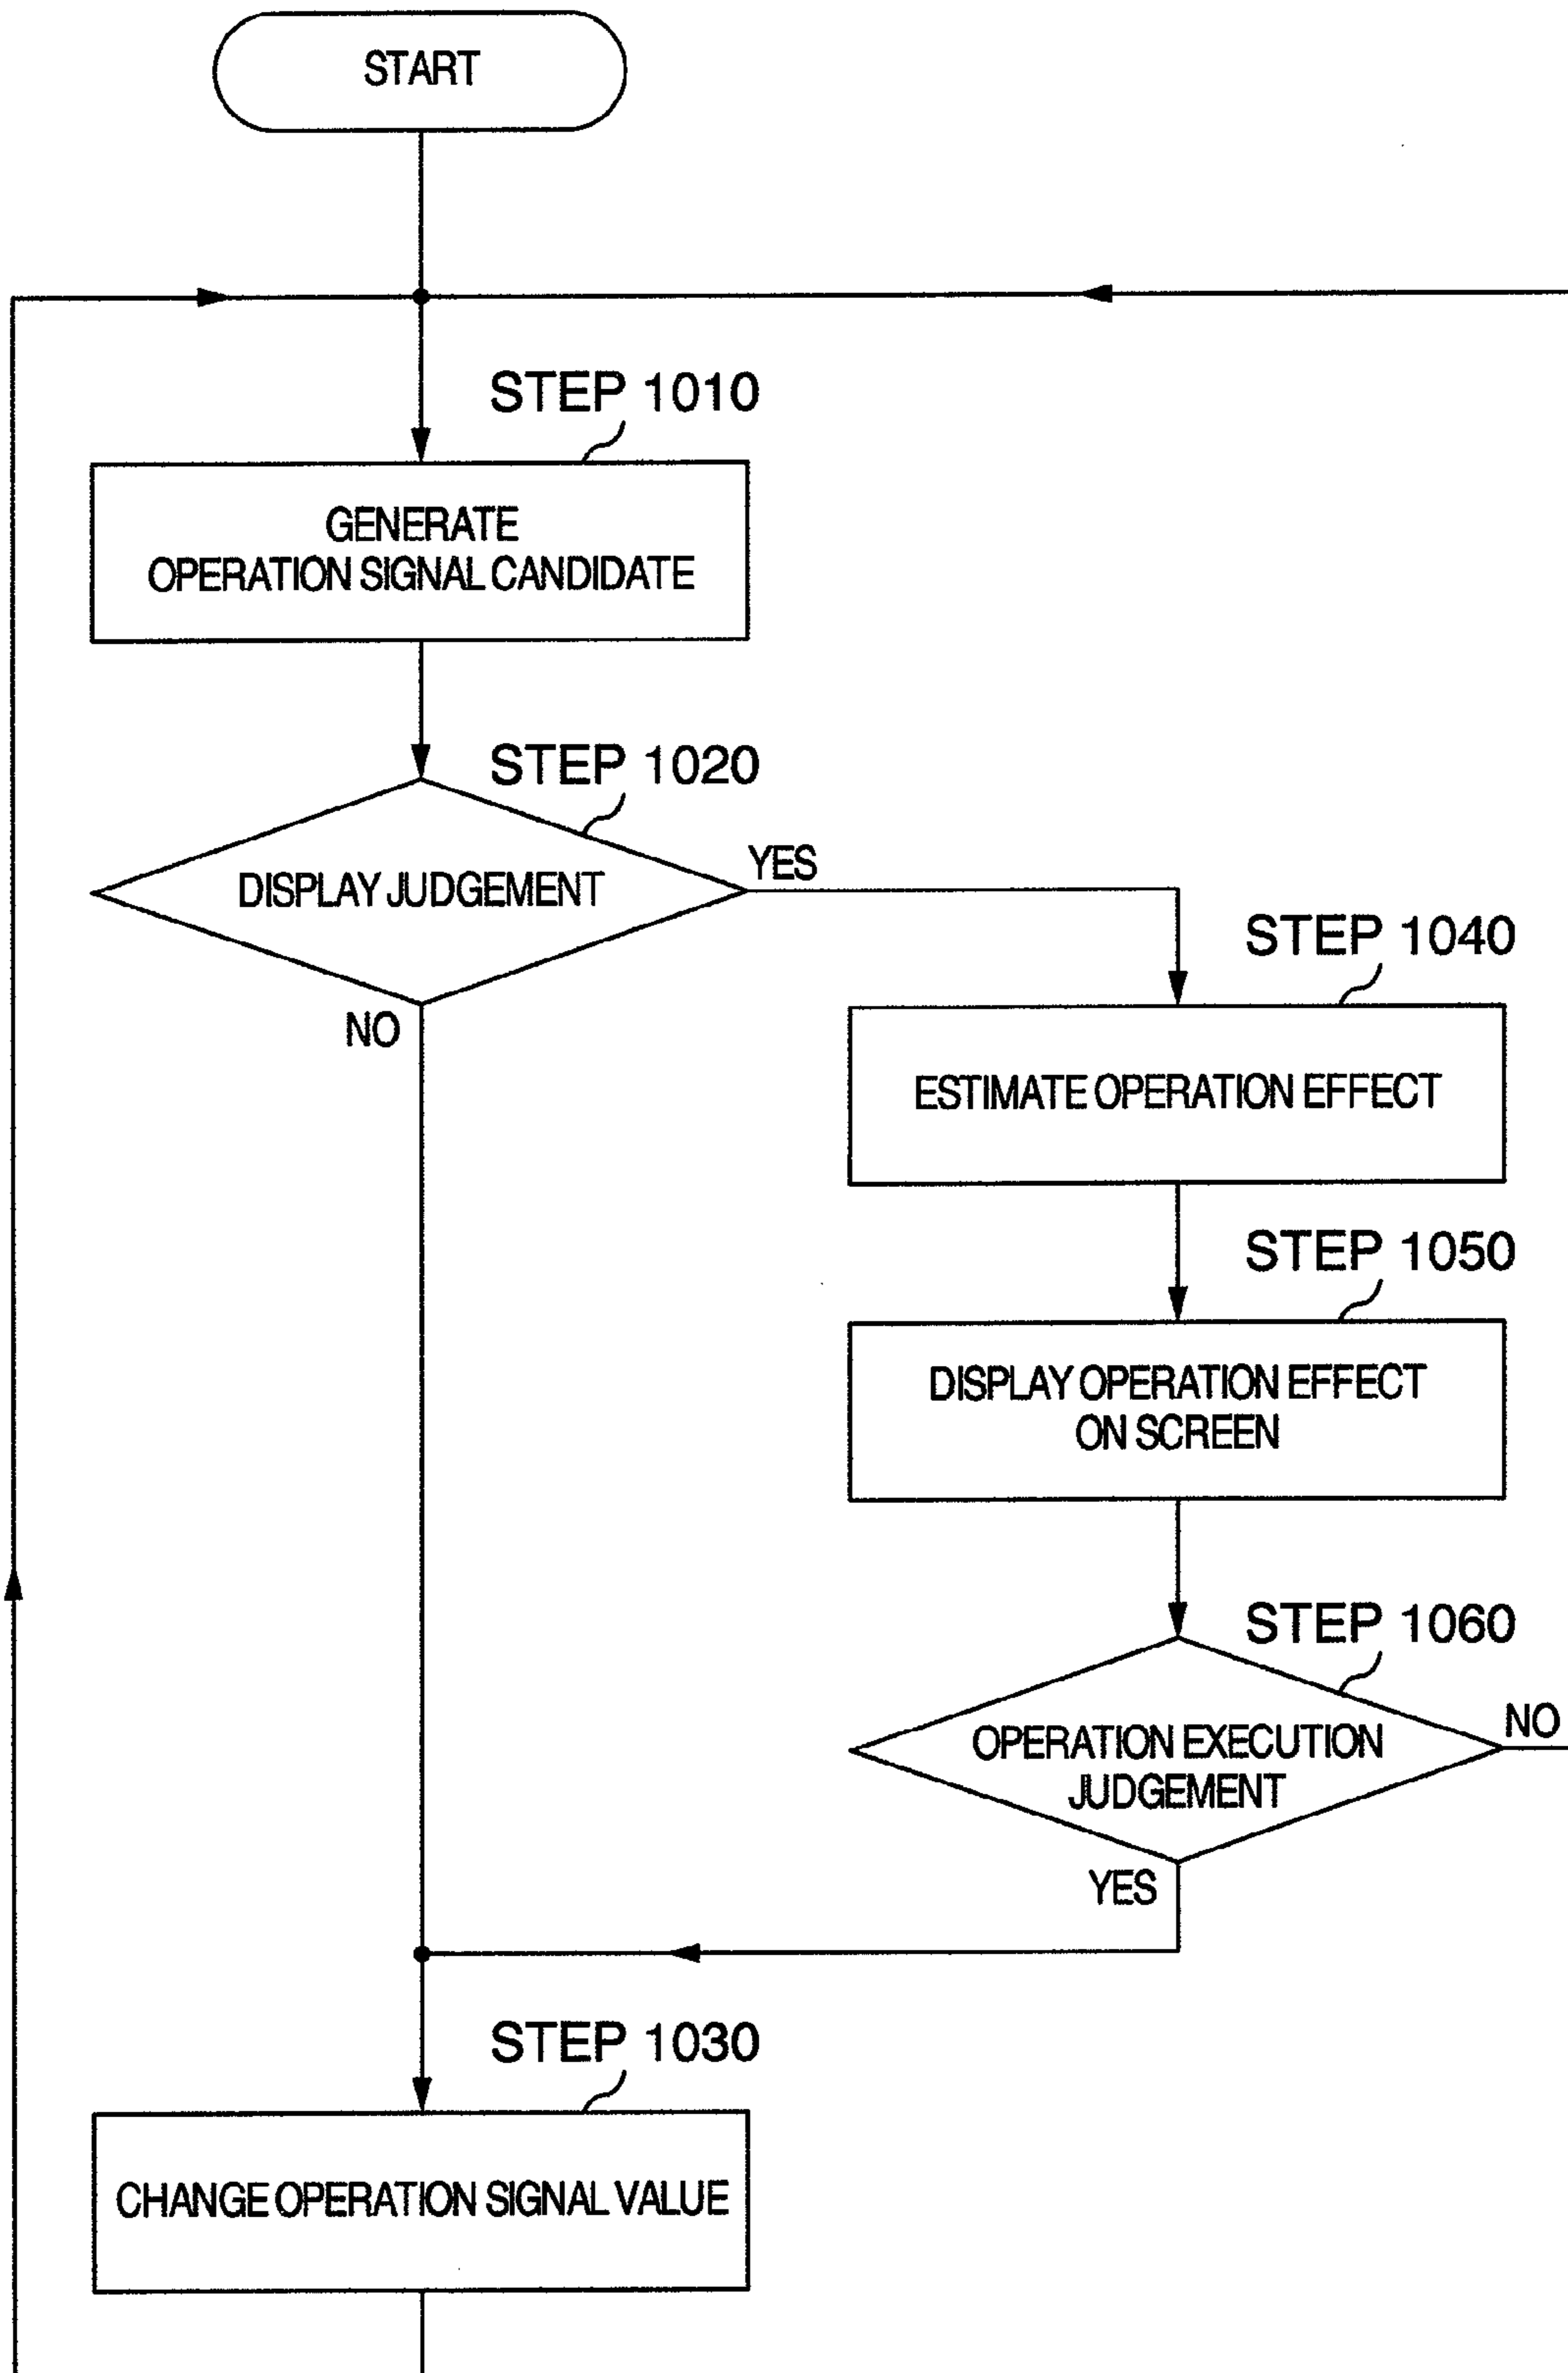 START
STEP 1010
GENERATE
OPERATION SIGNAL CANDIDATE
STEP 1020
DISPLAY JUDGEMENT
YES
NO
STEP 1040
ESTIMATE OPERATION EFFECT
STEP 1050
DISPLAY OPERATION EFFECT
ON SCREEN
STEP 1060
OPERATION EXECUTION
JUDGEMENT
NO
YES
STEP 1030
CHANGE OPERATION SIGNAL VALUE